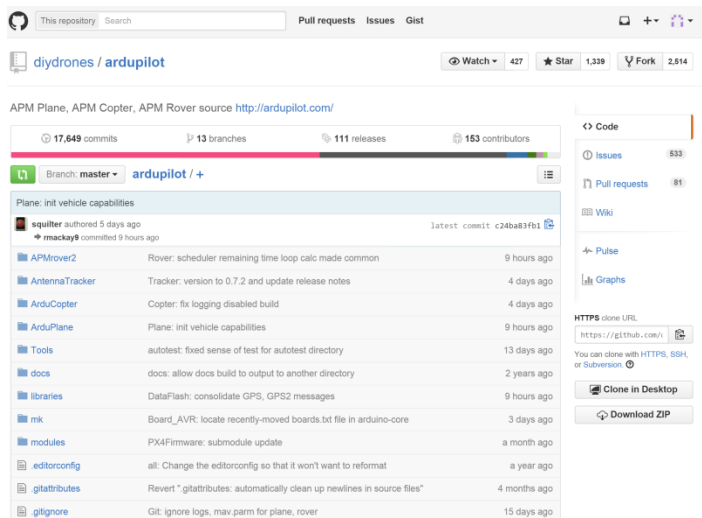 This repository Search Pull requests Issues Gist
diydrones / ardupilot Watch 427 Star 1,339 Fork 2,514
APM Plane, APM Copter, APM Rover source http://ardupilot.com/
17,649 commits 13 branches 111 releases 153 contributors
Branch: master ardupilot / +
Plane: init vehicle capabilities
squilter authored 5 days ago latest commit c24ba83fb1
rmackay9 committed 9 hours ago
APMrover2 Rover: scheduler remaining time loop calc made common 9 hours ago
AntennaTracker Tracker: version to 0.7.2 and update release notes 4 days ago
ArduCopter Copter: fix logging disabled build 4 days ago
ArduPlane Plane: init vehicle capabilities 9 hours ago
Tools autotest: fixed sense of test for autotest directory 13 days ago
docs docs: allow docs build to output to another directory 2 years ago
libraries DataFlash: consolidate GPS, GPS2 messages 9 hours ago
mk Board_AVR: locate recently-moved boards.txt file in arduino-core 3 days ago
modules PX4Firmware: submodule update a month ago
.editorconfig all: Change the editorconfig so that it won't want to reformat a year ago
.gitattributes Revert ".gitattributes: automatically clean up newlines in source files" 4 months ago
.gitignore Git: ignore logs, mav.parm for plane, rover 15 days ago
Code
Issues 533
Pull requests 81
Wiki
Pulse
Graphs
HTTPS clone URL
https://github.com/
You can clone with HTTPS, SSH,
or Subversion.
Clone in Desktop
Download ZIP